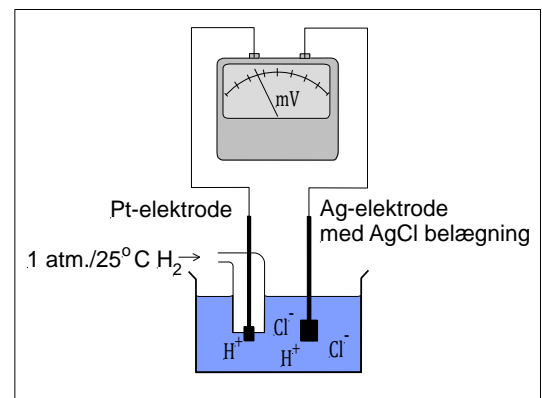 mV
Pt-elektrode
Ag-elektrode
med AgCl belægning
1 atm./25° C H₂
Cl⁻
H⁺
H⁺
Cl⁻